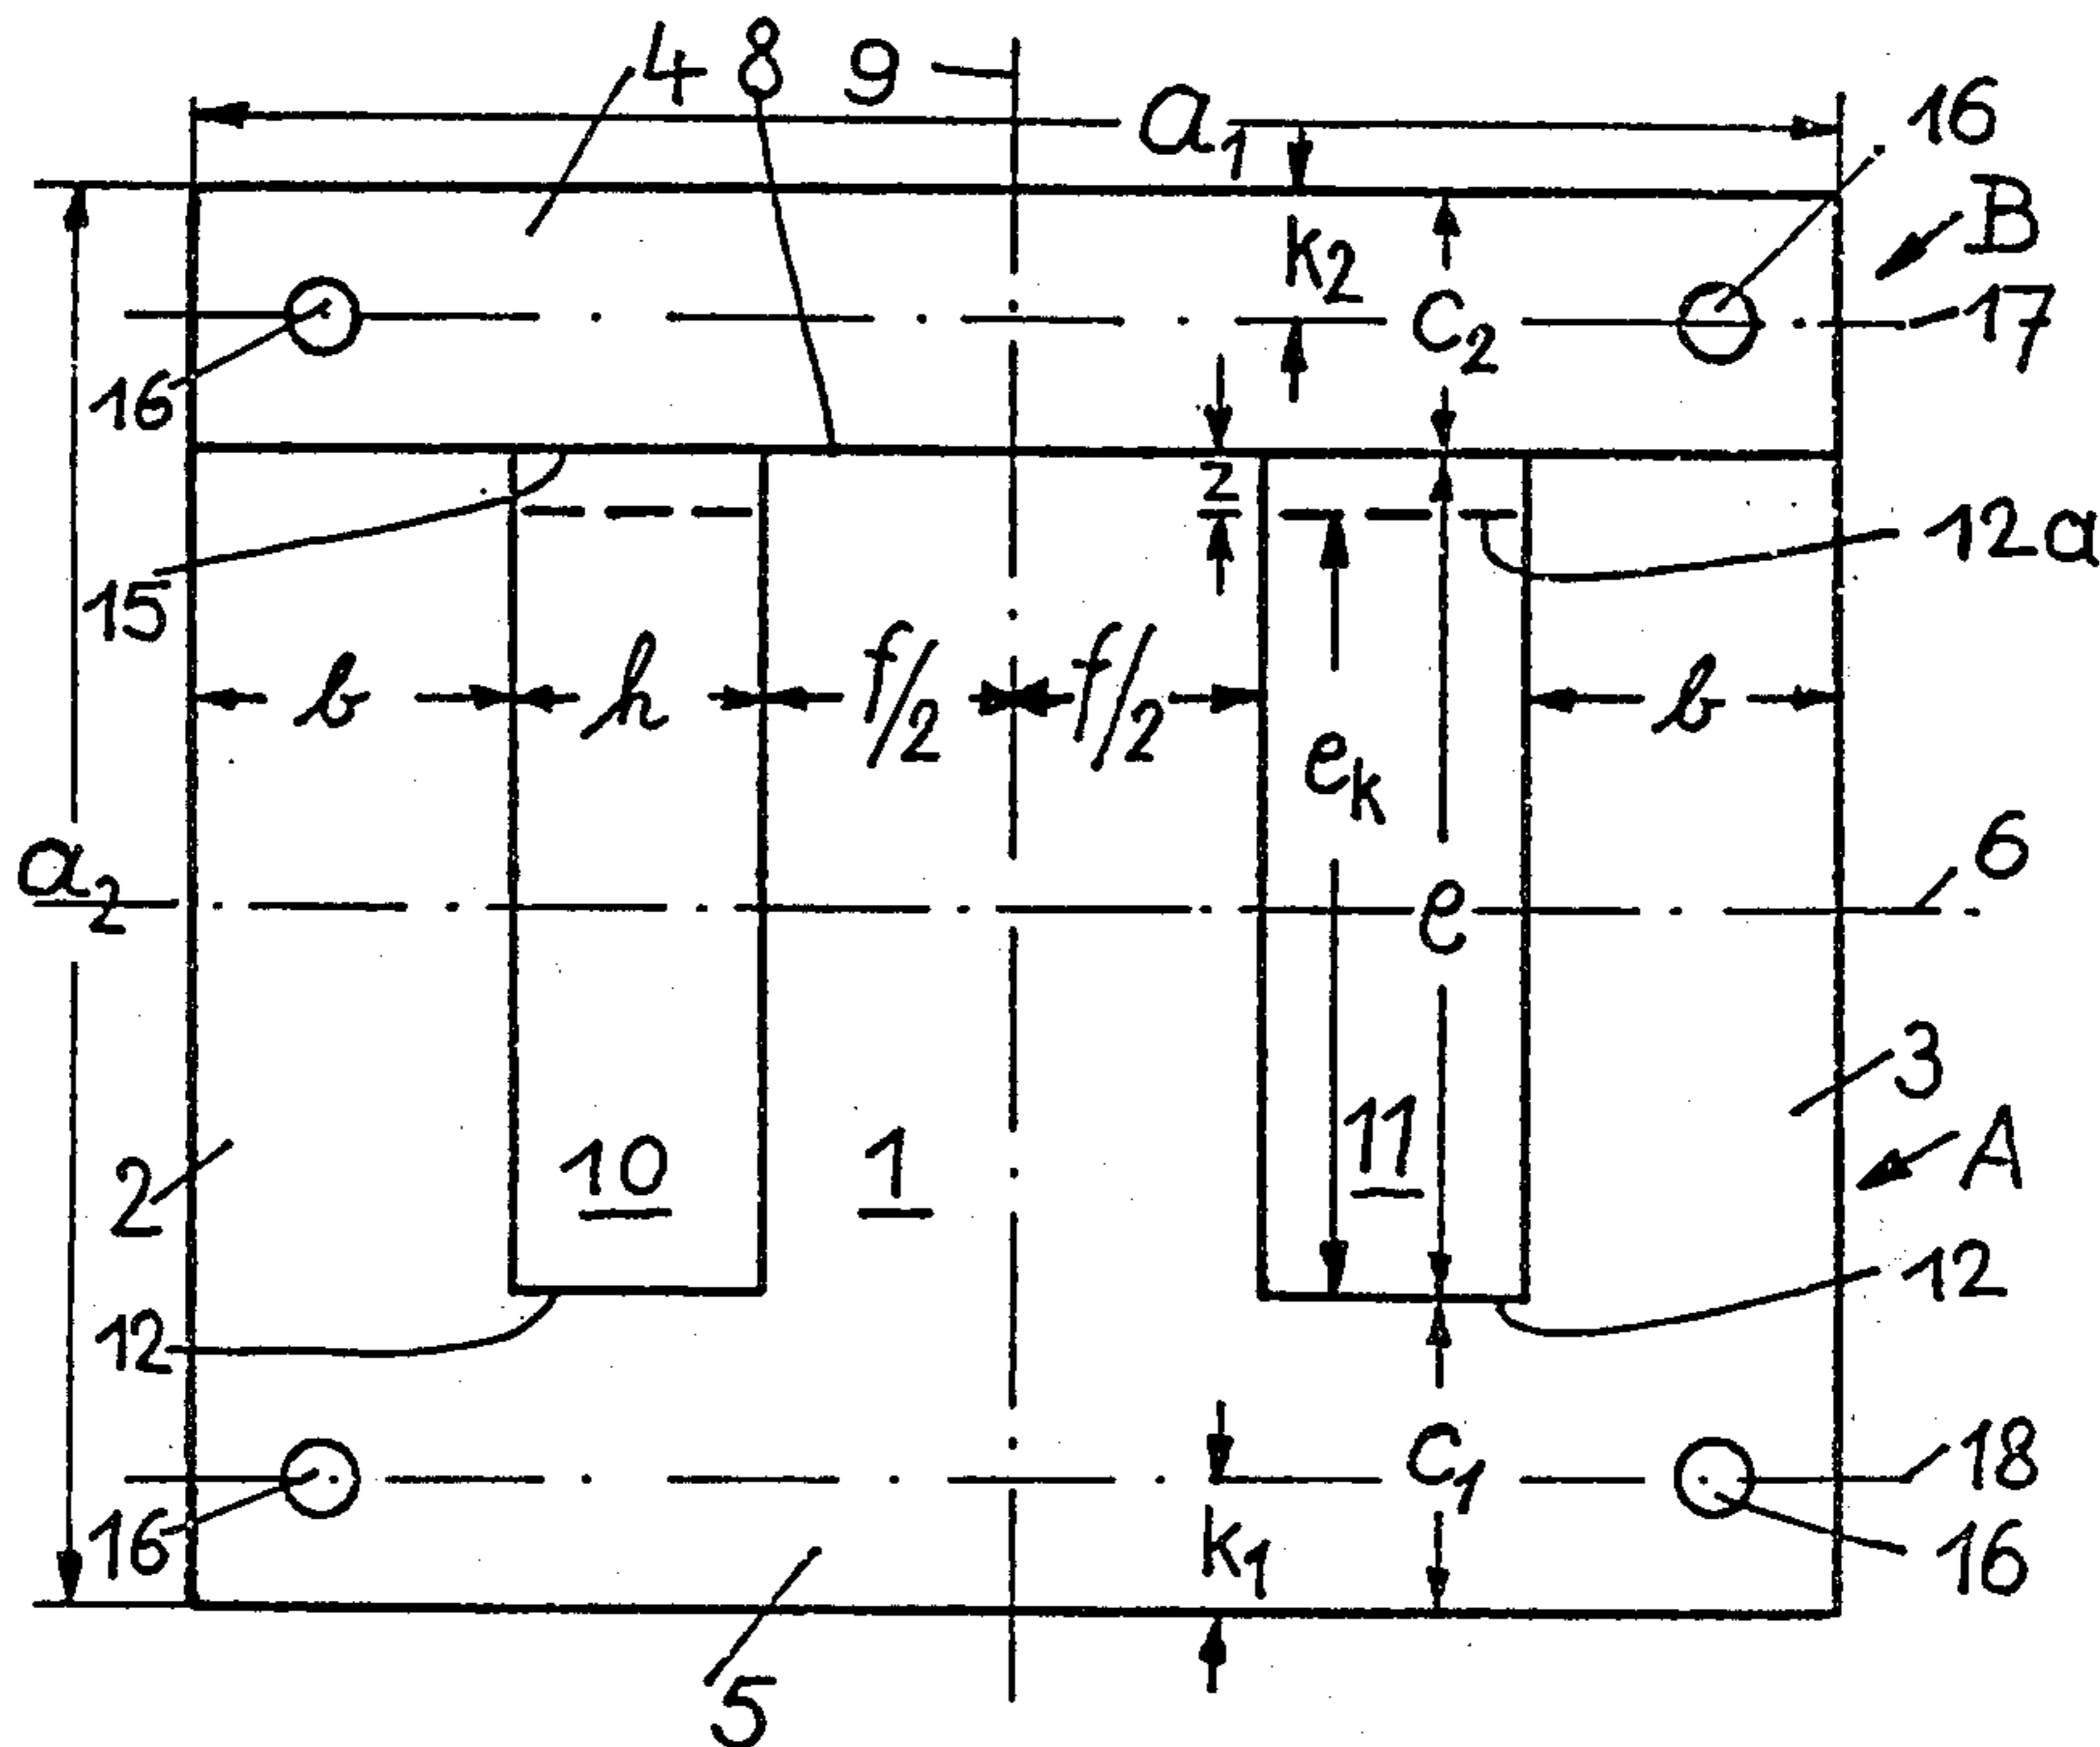 4 8 9
a₁ 16
B
k₂
c₂ 17
16
z
12a
15
b h f/2 f/2 b
eₖ
a₂ e 6
3
10 1 11 A
2
12 12
c₁ 18
16 k₁ 16
5